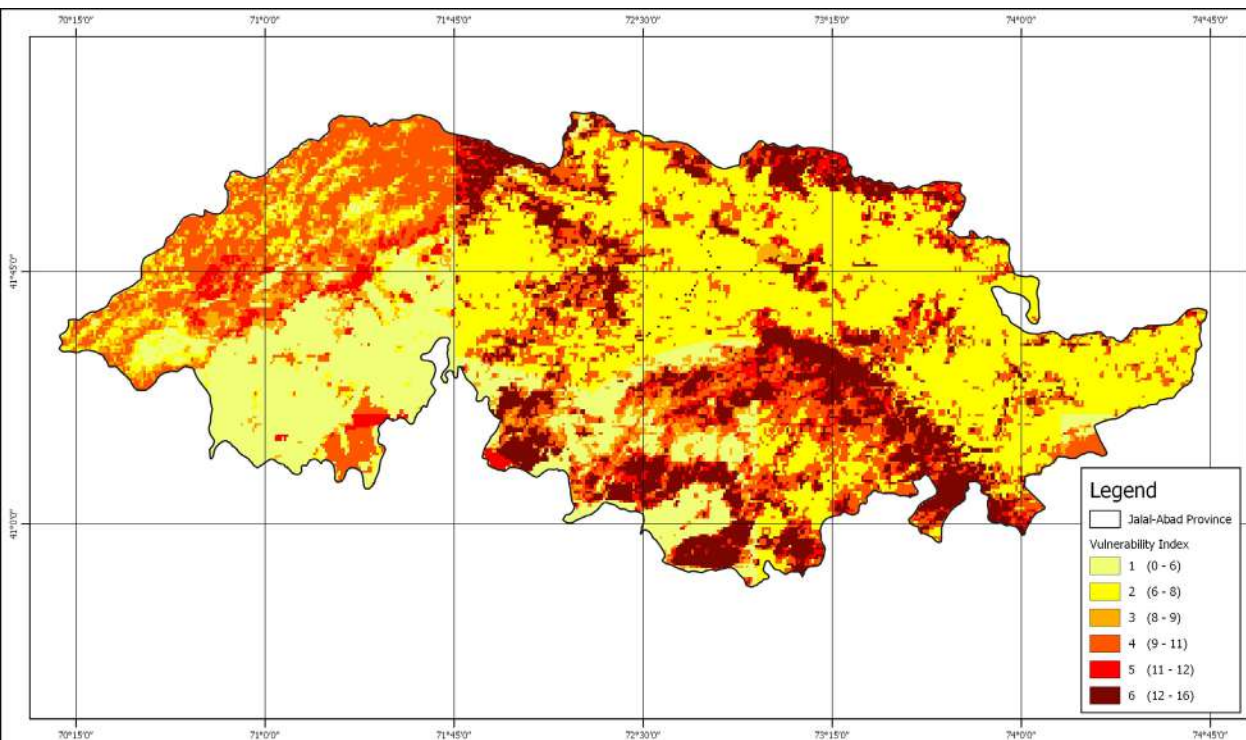 70°15'0" 71°0'0" 71°45'0" 72°30'0" 73°15'0" 74°0'0" 74°45'0"
41°45'0"
41°0'0"
Legend
Jalal-Abad Province
Vulnerability Index
1 (0 - 6)
2 (6 - 8)
3 (8 - 9)
4 (9 - 11)
5 (11 - 12)
6 (12 - 16)
70°15'0" 71°0'0" 71°45'0" 72°30'0" 73°15'0" 74°0'0" 74°45'0"